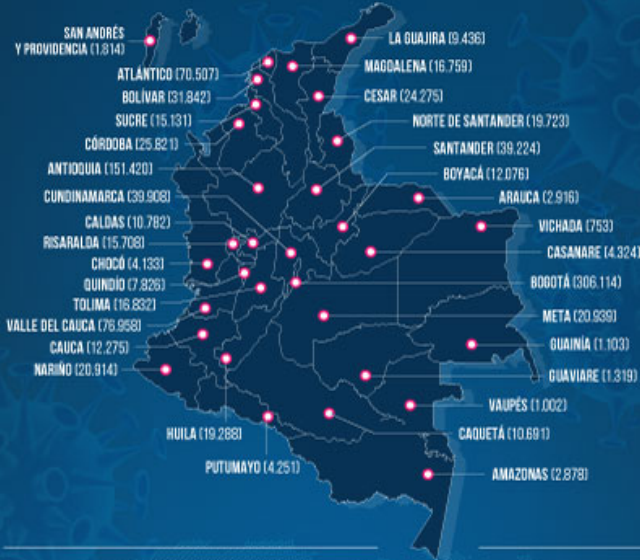 SAN ANDRÉS
Y PROVIDENCIA (1.814)
ATLÁNTICO (70.507)
BOLÍVAR (31.842)
SUCRE (15.131)
CÓRDOBA (25.821)
ANTIOQUIA (151.420)
CUNDINAMARCA (39.908)
CALDAS (10.782)
RISARALDA (15.708)
CHOCÓ (4.133)
QUINDÍO (7.826)
TOLIMA (16.832)
VALLE DEL CAUCA (76.958)
CAUCA (12.275)
NARIÑO (20.914)
HUILA (19.288)
PUTUMAYO (4.251)
LA GUAJIRA (9.436)
MAGDALENA (16.759)
CESAR (24.275)
NORTE DE SANTANDER (19.723)
SANTANDER (39.224)
BOYACÁ (12.076)
ARAUCA (2.916)
VICHADA (753)
CASANARE (4.324)
BOGOTÁ (306.114)
META (20.939)
GUAINÍA (1.103)
GUAVIARE (1.319)
VAUPÉS (1.002)
CAQUETÁ (10.691)
AMAZONAS (2.878)